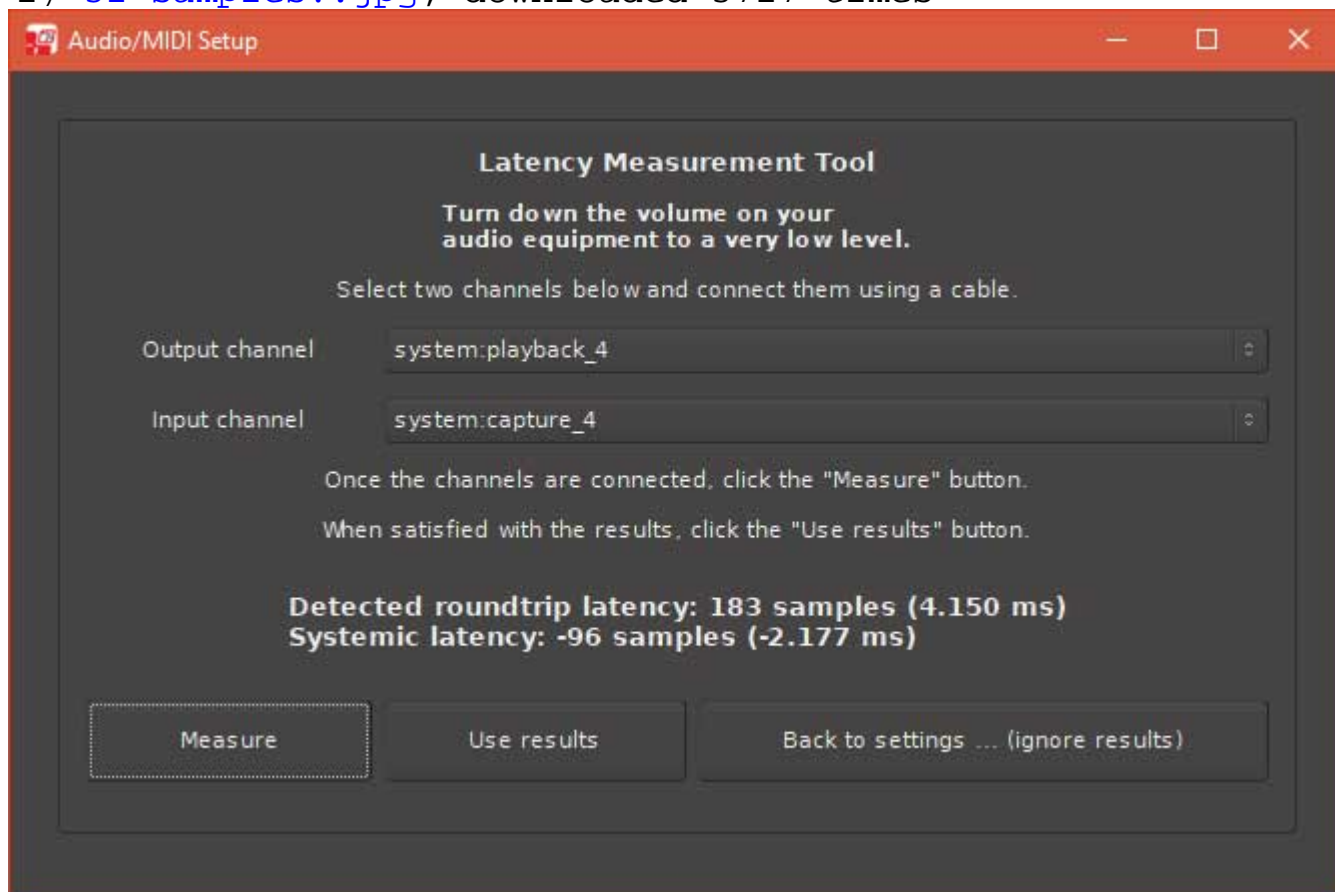 Audio/MIDI Setup
Latency Measurement Tool
Turn down the volume on your
audio equipment to a very low level.
Select two channels below and connect them using a cable.
Output channel system:playback_4
Input channel system:capture_4
Once the channels are connected, click the "Measure" button.
When satisfied with the results, click the "Use results" button.
Detected roundtrip latency: 183 samples (4.150 ms)
Systemic latency: -96 samples (-2.177 ms)
Measure Use results Back to settings ... (ignore results)